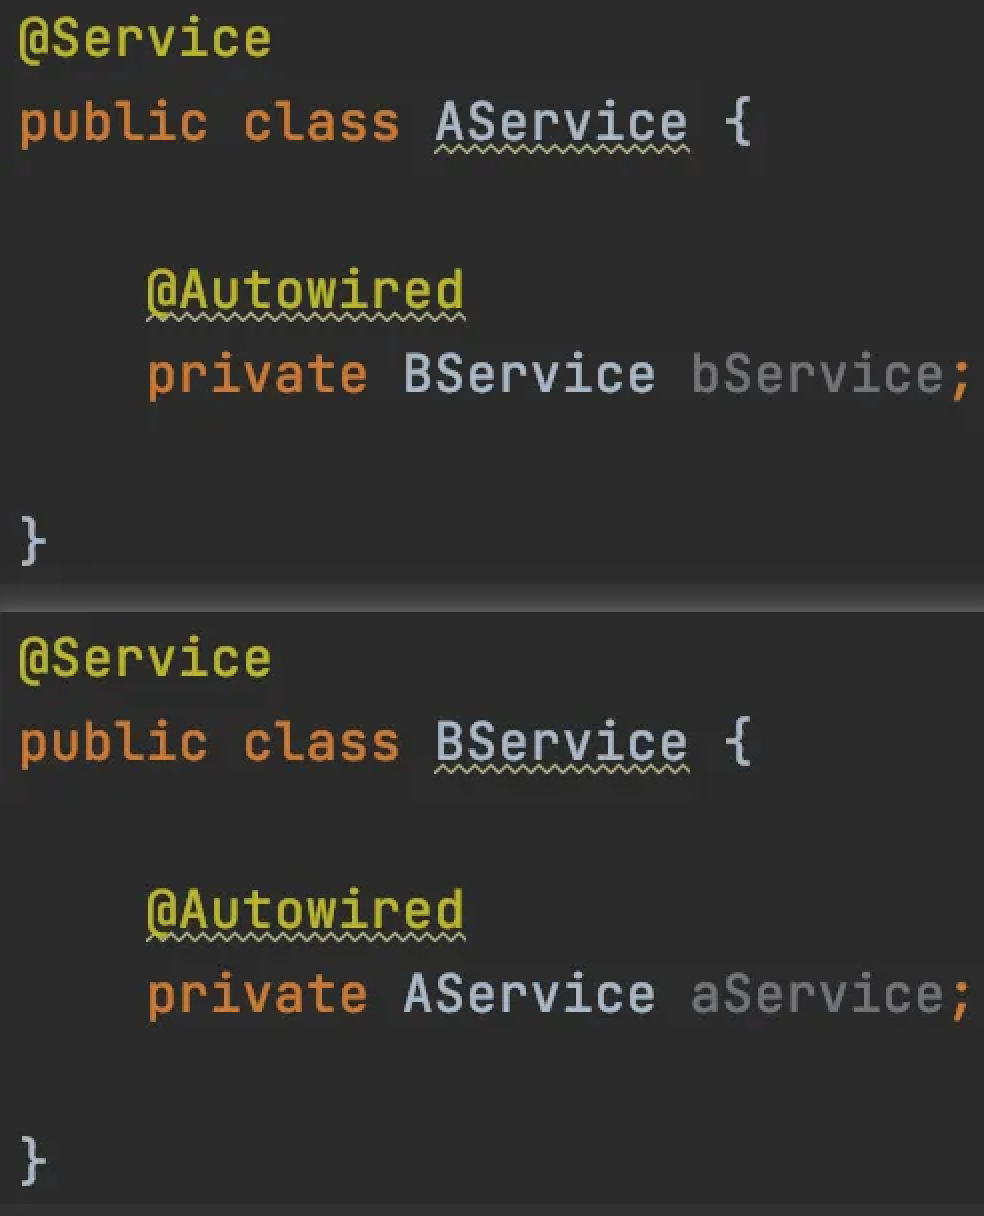 @Service
public class AService {
@Autowired
private BService bService;
}
@Service
public class BService {
@Autowired
private AService aService;
}